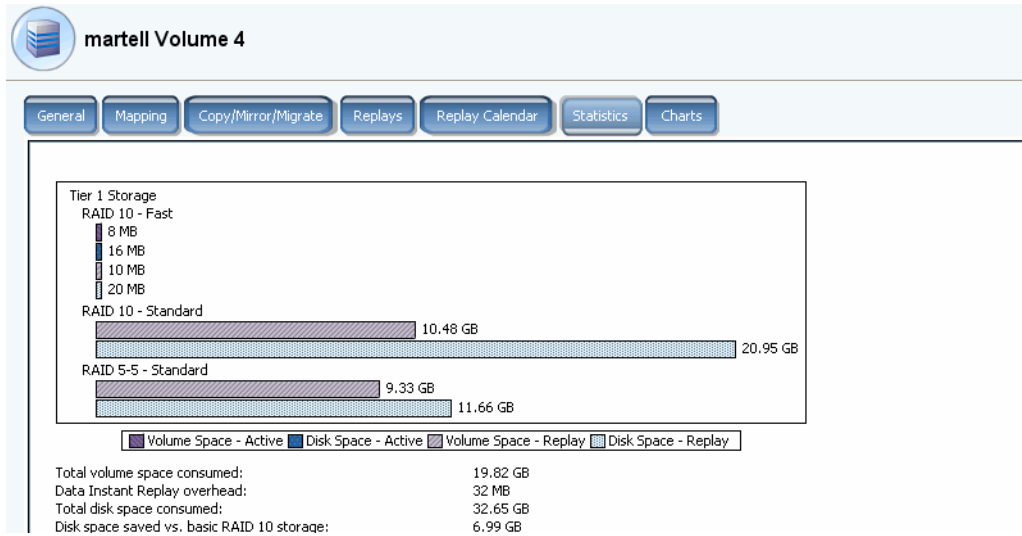 martell Volume 4
General Mapping Copy/Mirror/Migrate Replays Replay Calendar Statistics Charts
Tier 1 Storage
RAID 10 - Fast
8 MB
16 MB
10 MB
20 MB
RAID 10 - Standard
10.48 GB
20.95 GB
RAID 5-5 - Standard
9.33 GB
11.66 GB
Volume Space - Active Disk Space - Active Volume Space - Replay Disk Space - Replay
Total volume space consumed: 19.82 GB
Data Instant Replay overhead: 32 MB
Total disk space consumed: 32.65 GB
Disk space saved vs. basic RAID 10 storage: 6.99 GB